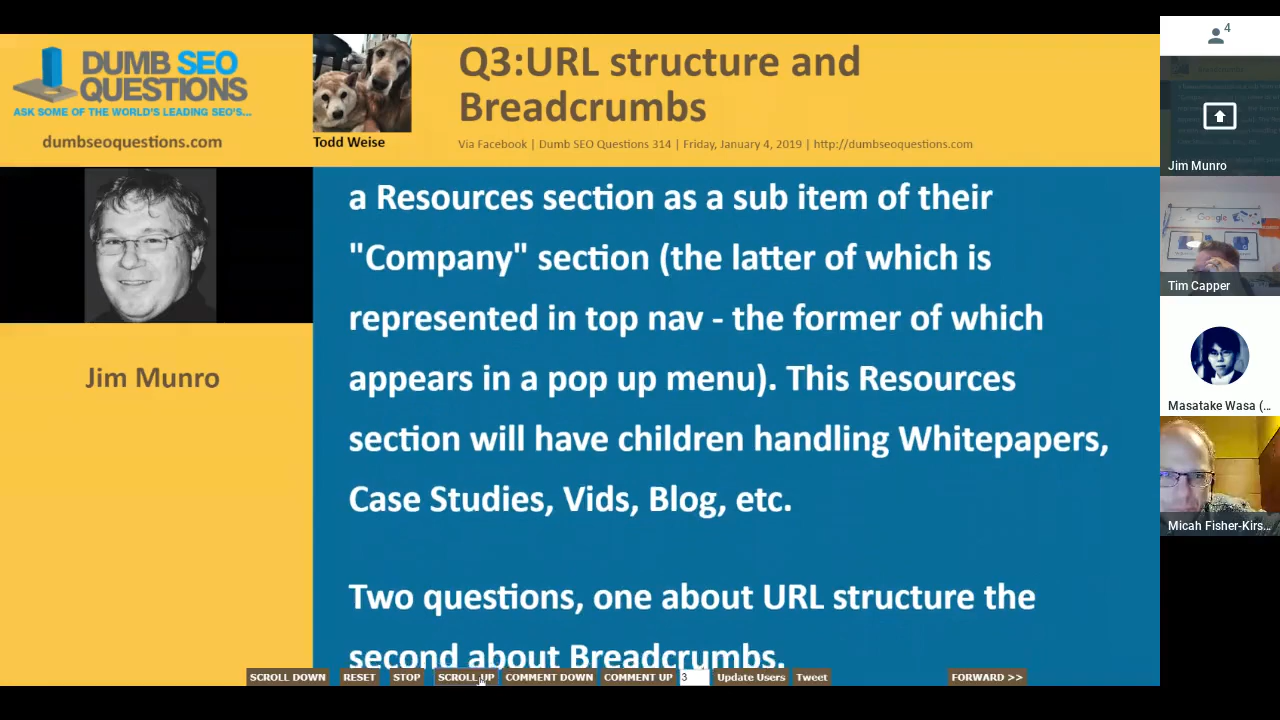 DUMB SEO
QUESTIONS
ASK SOME OF THE WORLD'S LEADING SEO'S...
dumbseoquestions.com
Todd Weise
Q3:URL structure and
Breadcrumbs
Via Facebook | Dumb SEO Questions 314 | Friday, January 4, 2019 | http://dumbseoquestions.com
Jim Munro
a Resources section as a sub item of their
"Company" section (the latter of which is
represented in top nav - the former of which
appears in a pop up menu). This Resources
section will have children handling Whitepapers,
Case Studies, Vids, Blog, etc.
Two questions, one about URL structure the
second about Breadcrumbs.
SCROLL DOWN RESET STOP SCROLL UP COMMENT DOWN COMMENT UP 3 Update Users Tweet FORWARD >>
4
Jim Munro
Google
Tim Capper
Masatake Wasa (...
Micah Fisher-Kirs...